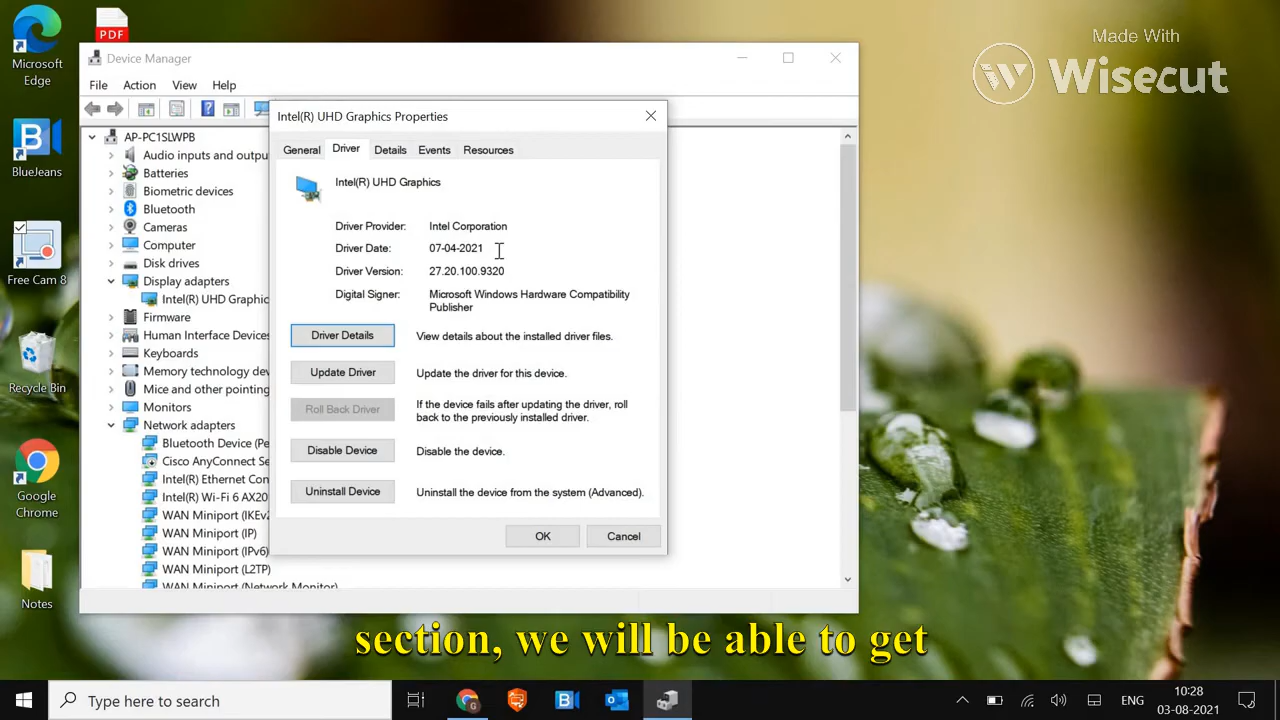 Microsoft
Edge
PDF
BlueJeans
Free Cam 8
Recycle Bin
Google
Chrome
Notes
Made With
Wisecut
Device Manager
File Action View Help
AP-PC1SLWPB
Audio inputs and outp
Batteries
Biometric devices
Bluetooth
Cameras
Computer
Disk drives
Display adapters
Intel(R) UHD Graphic
Firmware
Human Interface Devices
Keyboards
Memory technology dev
Mice and other pointing
Monitors
Network adapters
Bluetooth Device (Pe
Cisco AnyConnect Se
Intel(R) Ethernet Con
Intel(R) Wi-Fi 6 AX20
WAN Miniport (IKEv2
WAN Miniport (IP)
WAN Miniport (IPv6)
WAN Miniport (L2TP)
WAN Miniport (Network Monitor)
Intel(R) UHD Graphics Properties
General Driver Details Events Resources
Intel(R) UHD Graphics
Driver Provider: Intel Corporation
Driver Date: 07-04-2021
Driver Version: 27.20.100.9320
Digital Signer: Microsoft Windows Hardware Compatibility
Publisher
Driver Details View details about the installed driver files.
Update Driver Update the driver for this device.
Roll Back Driver If the device fails after updating the driver, roll
back to the previously installed driver.
Disable Device Disable the device.
Uninstall Device Uninstall the device from the system (Advanced).
OK Cancel
section, we will be able to get
Type here to search
ENG
10:28
03-08-2021